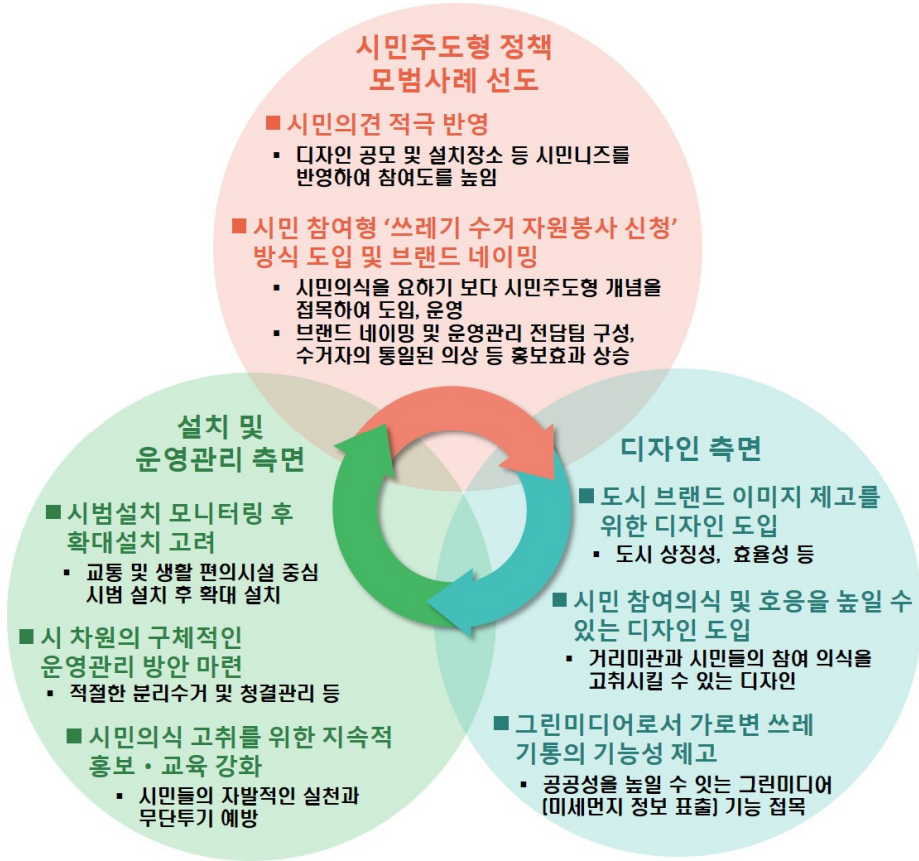 시민주도형 정책
모범사례 선도
■ 시민의견 적극 반영
▪ 디자인 공모 및 설치장소 등 시민니즈를
반영하여 참여도를 높임
■ 시민 참여형 ‘쓰레기 수거 자원봉사 신청’
방식 도입 및 브랜드 네이밍
▪ 시민의식을 요하기 보다 시민주도형 개념을
접목하여 도입, 운영
▪ 브랜드 네이밍 및 운영관리 전담팀 구성,
수거자의 통일된 의상 등 홍보효과 상승
설치 및
운영관리 측면
■ 시범설치 모니터링 후
확대설치 고려
▪ 교통 및 생활 편의시설 중심
시범 설치 후 확대 설치
■ 시 차원의 구체적인
운영관리 방안 마련
▪ 적절한 분리수거 및 청결관리 등
■ 시민의식 고취를 위한 지속적
홍보・교육 강화
▪ 시민들의 자발적인 실천과
무단투기 예방
디자인 측면
■ 도시 브랜드 이미지 제고를
위한 디자인 도입
▪ 도시 상징성, 효율성 등
■ 시민 참여의식 및 호응을 높일 수
있는 디자인 도입
▪ 거리미관과 시민들의 참여 의식을
고취시킬 수 있는 디자인
■ 그린미디어로서 가로변 쓰레
기통의 기능성 제고
▪ 공공성을 높일 수 잇는 그린미디어
(미세먼지 정보 표출) 기능 접목